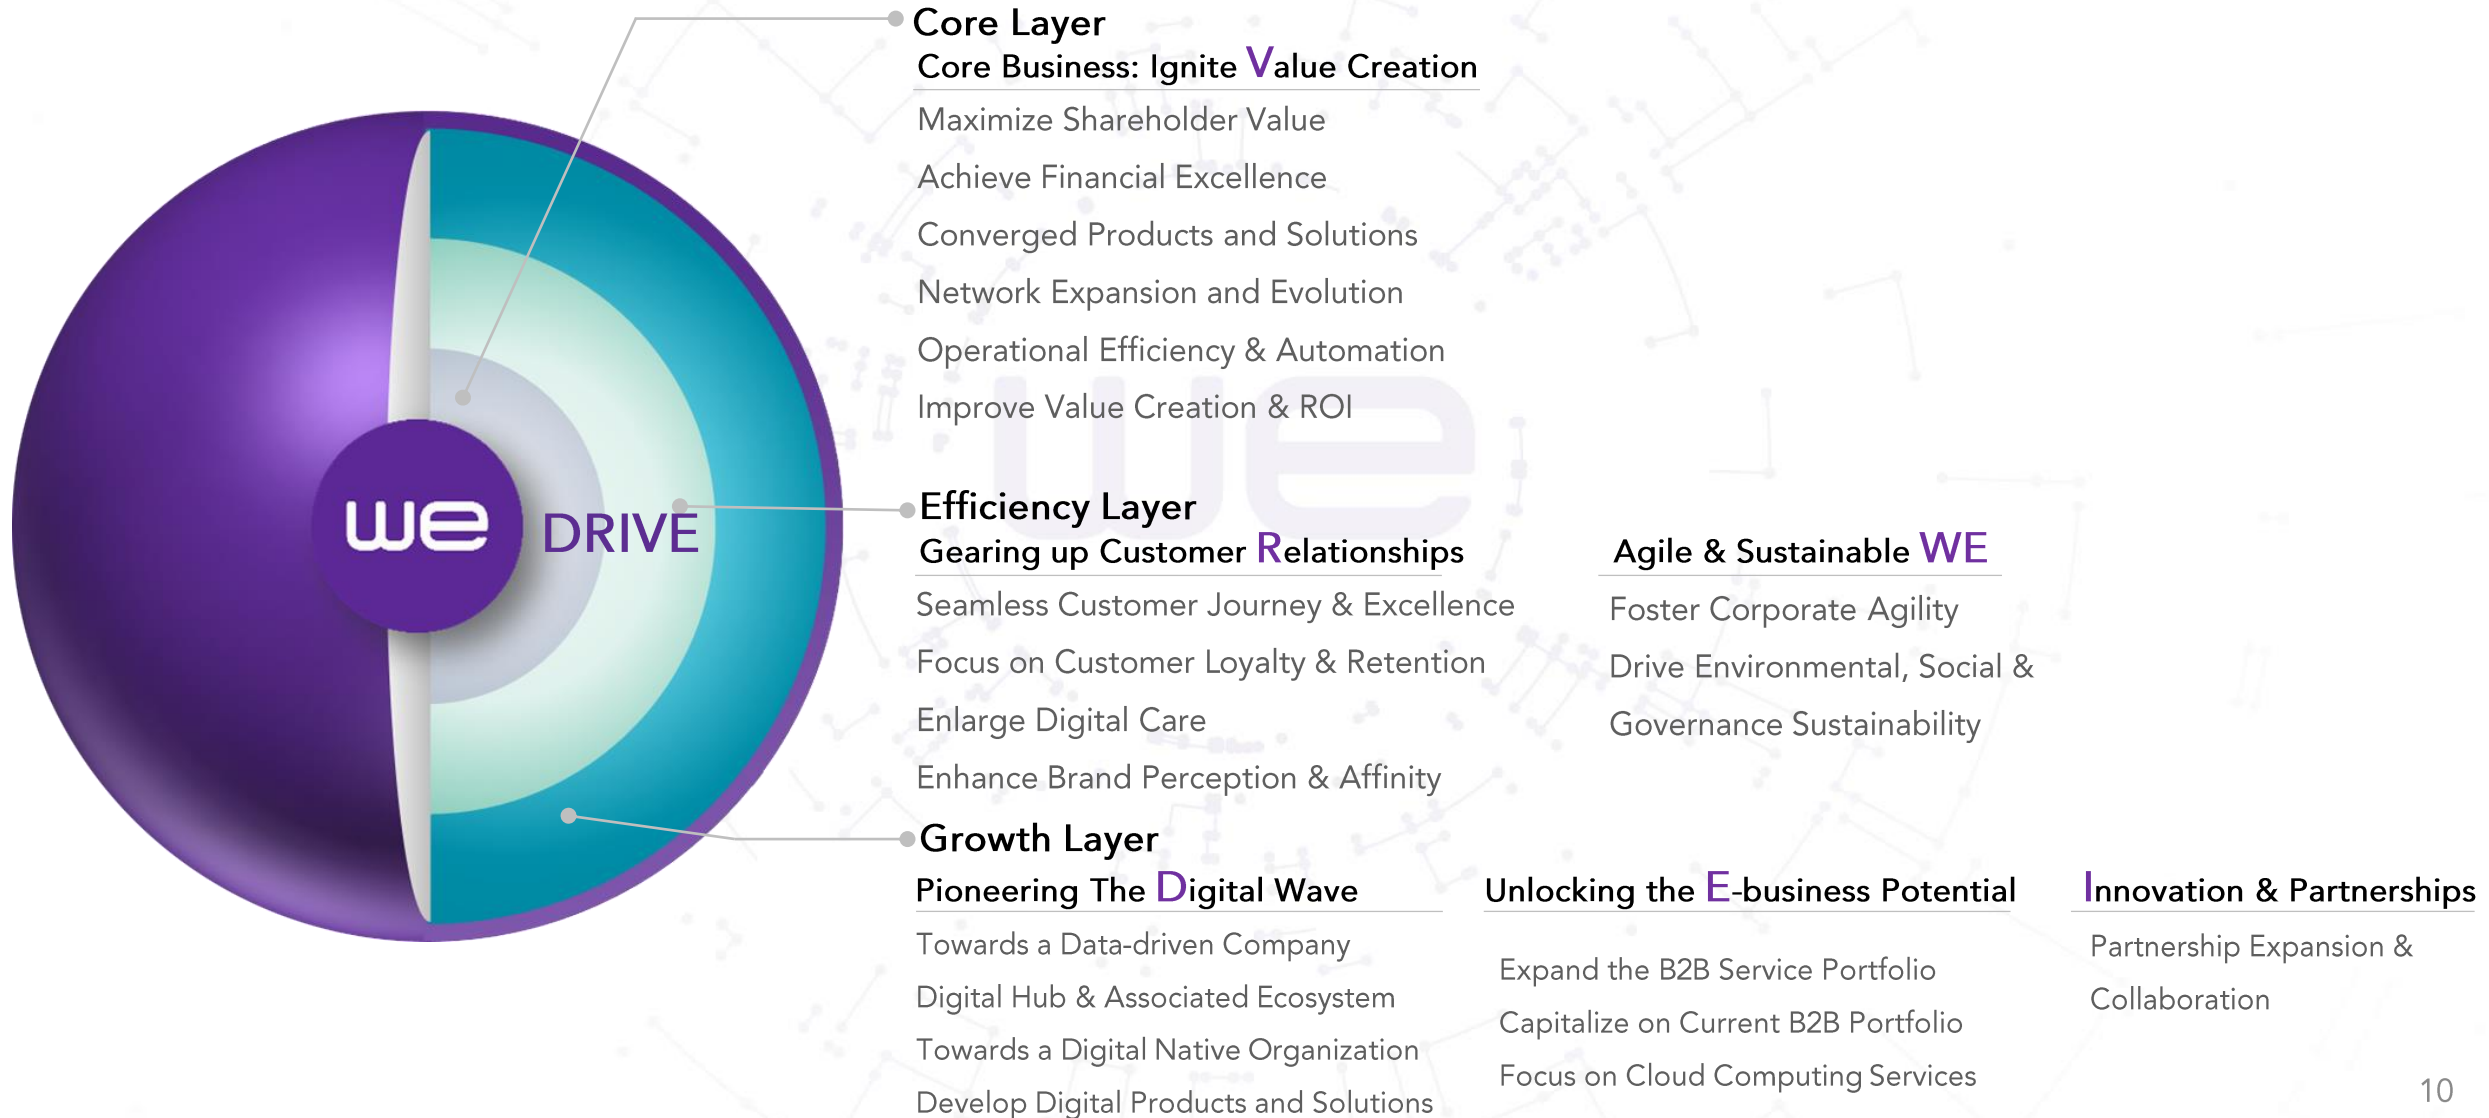 Core Layer
Core Business: Ignite Value Creation
Maximize Shareholder Value
Achieve Financial Excellence
Converged Products and Solutions
Network Expansion and Evolution
Operational Efficiency & Automation
Improve Value Creation & ROI
we
we DRIVE
Efficiency Layer
Gearing up Customer Relationships
Seamless Customer Journey & Excellence
Focus on Customer Loyalty & Retention
Enlarge Digital Care
Enhance Brand Perception & Affinity
Agile & Sustainable WE
Foster Corporate Agility
Drive Environmental, Social &
Governance Sustainability
Growth Layer
Pioneering The Digital Wave
Towards a Data-driven Company
Digital Hub & Associated Ecosystem
Towards a Digital Native Organization
Develop Digital Products and Solutions
Unlocking the E-business Potential
Expand the B2B Service Portfolio
Capitalize on Current B2B Portfolio
Focus on Cloud Computing Services
Innovation & Partnerships
Partnership Expansion &
Collaboration
10